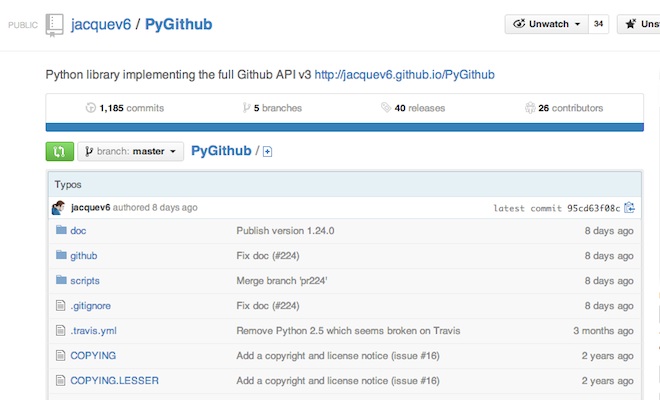 PUBLIC jacquev6 / PyGithub Unwatch 34
Python library implementing the full Github API v3 http://jacquev6.github.io/PyGithub
1,185 commits 5 branches 40 releases 26 contributors
branch: master PyGithub /
Typos
jacquev6 authored 8 days ago latest commit 95cd63f08c
doc Publish version 1.24.0 8 days ago
github Fix doc (#224) 8 days ago
scripts Merge branch 'pr224' 8 days ago
.gitignore Fix doc (#224) 8 days ago
.travis.yml Remove Python 2.5 which seems broken on Travis 3 months ago
COPYING Add a copyright and license notice (issue #16) 2 years ago
COPYING.LESSER Add a copyright and license notice (issue #16) 2 years ago